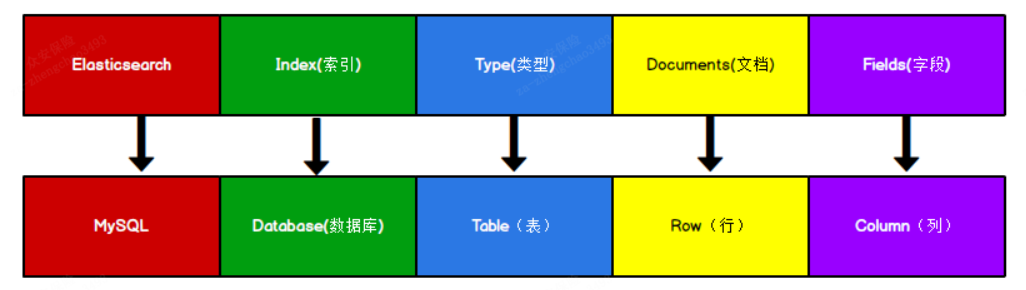 Elasticsearch
Index(索引)
Type(类型)
Documents(文档)
Fields(字段)
MySQL
Database(数据库)
Table（表）
Row（行）
Column（列）